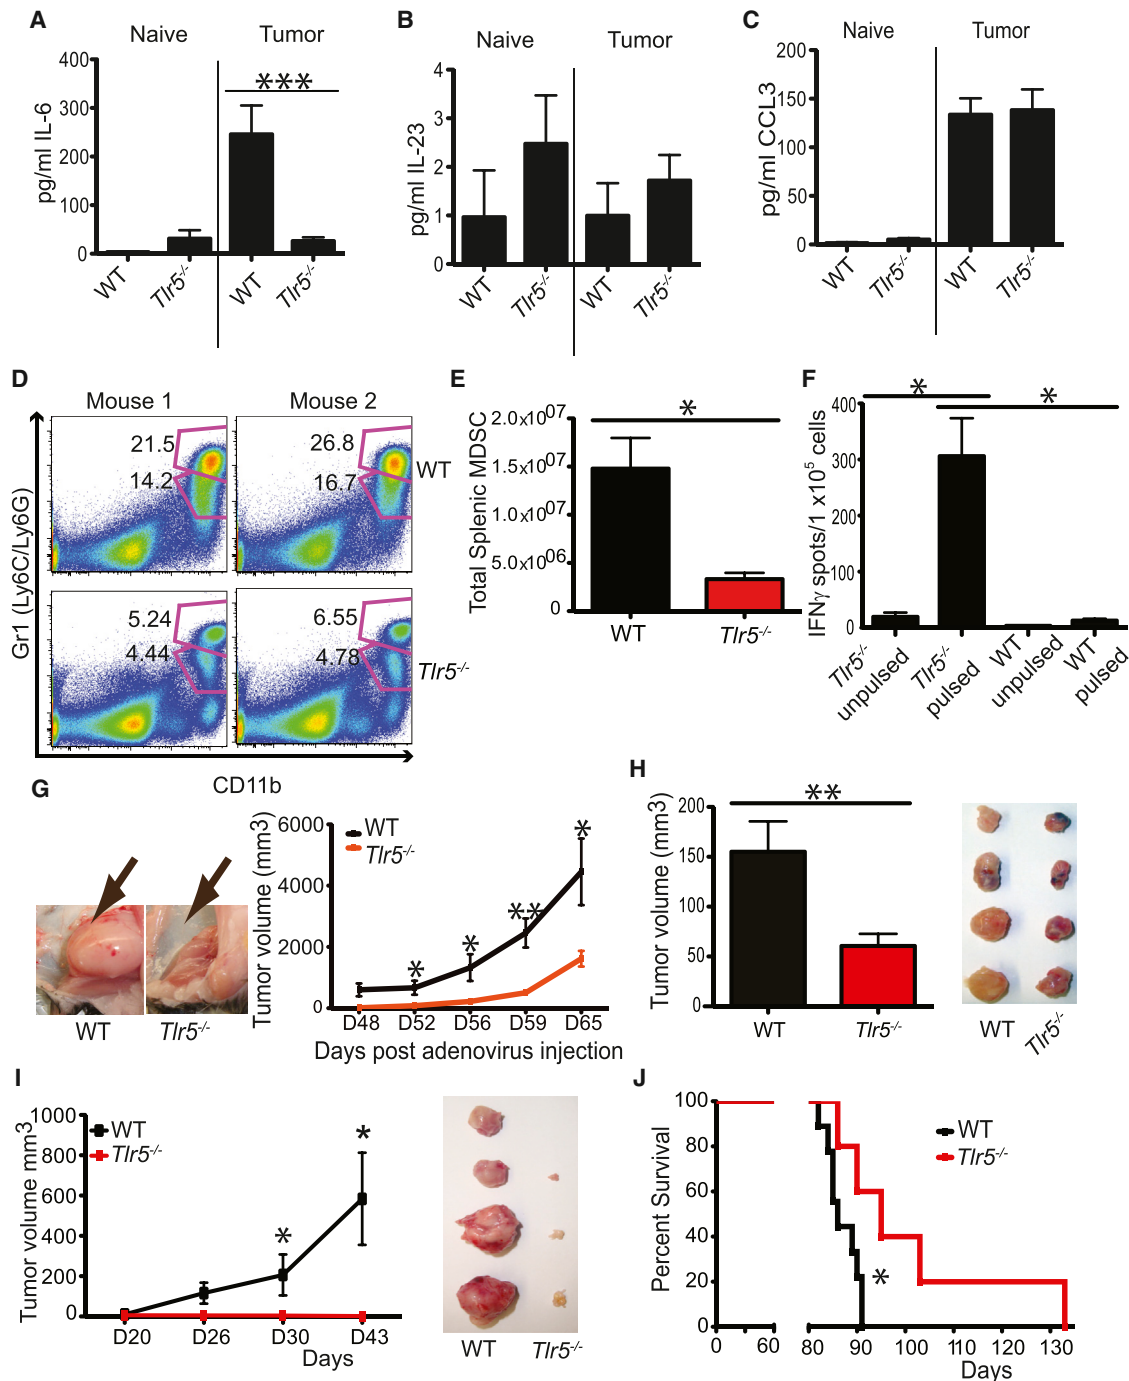 A
Naive
Tumor
pg/ml IL-6
400
300
200
100
0
***
WT
Tlr5-/-
WT
Tlr5-/-
B
Naive
Tumor
pg/ml IL-23
4
3
2
1
0
WT
Tlr5-/-
WT
Tlr5-/-
C
Naive
Tumor
pg/ml CCL3
200
150
100
50
0
WT
Tlr5-/-
WT
Tlr5-/-
D
Mouse 1
Mouse 2
Gr1 (Ly6C/Ly6G)
21.5
14.2
26.8
16.7
WT
5.24
4.44
6.55
4.78
Tlr5-/-
CD11b
E
Total Splenic MDSC
2.0x10^07
1.5x10^07
1.0x10^07
5.0x10^06
0
*
WT
Tlr5-/-
F
IFNγ spots/1 x10^5 cells
400
300
200
100
0
*
*
Tlr5-/- unpulsed
Tlr5-/- pulsed
WT unpulsed
WT pulsed
G
WT
Tlr5-/-
Tumor volume (mm3)
6000
4000
2000
0
WT
Tlr5-/-
*
*
**
*
D48
D52
D56
D59
D65
Days post adenovirus injection
H
Tumor volume (mm3)
200
150
100
50
0
**
WT
Tlr5-/-
WT
Tlr5-/-
I
Tumor volume mm3
1000
800
600
400
200
0
WT
Tlr5-/-
*
*
D20
D26
D30
D43
Days
WT
Tlr5-/-
J
Percent Survival
100
80
60
40
20
0
WT
Tlr5-/-
*
0
60
80
90
100
110
120
130
Days